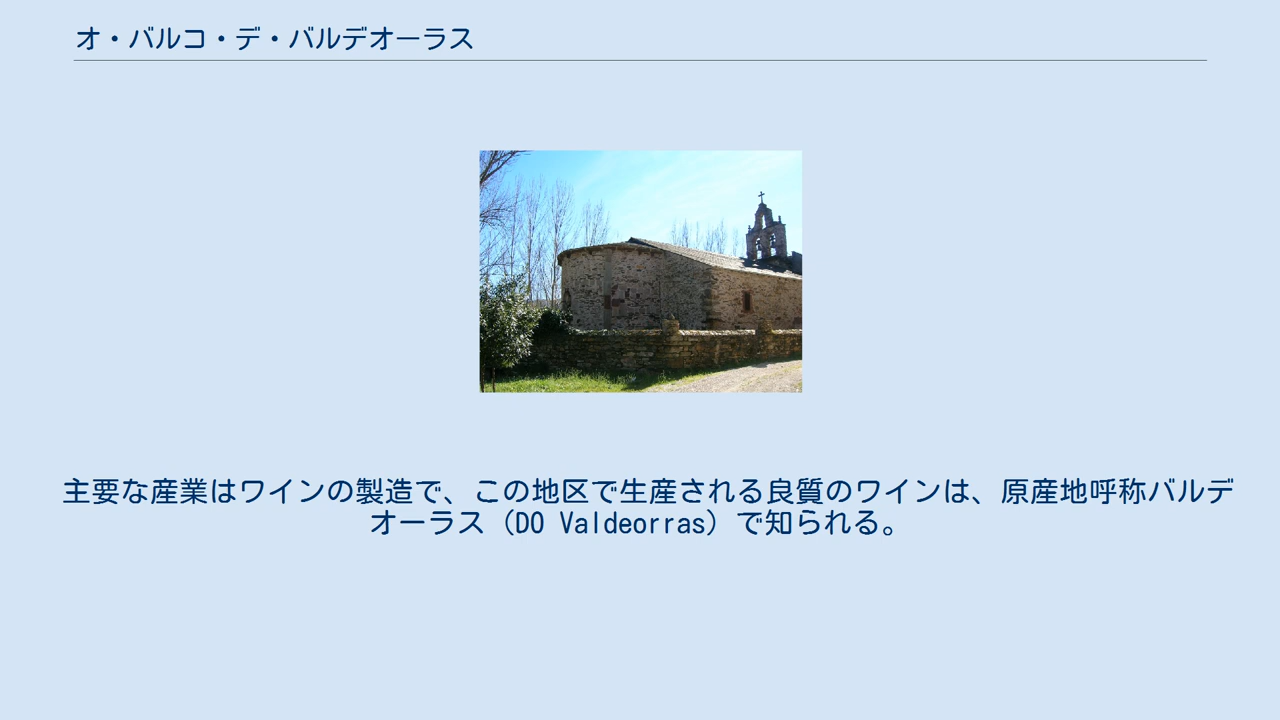 オ・バルコ・デ・バルデオーラス
主要な産業はワインの製造で、この地区で生産される良質のワインは、原産地呼称バルデ
オーラス（DO Valdeorras）で知られる。